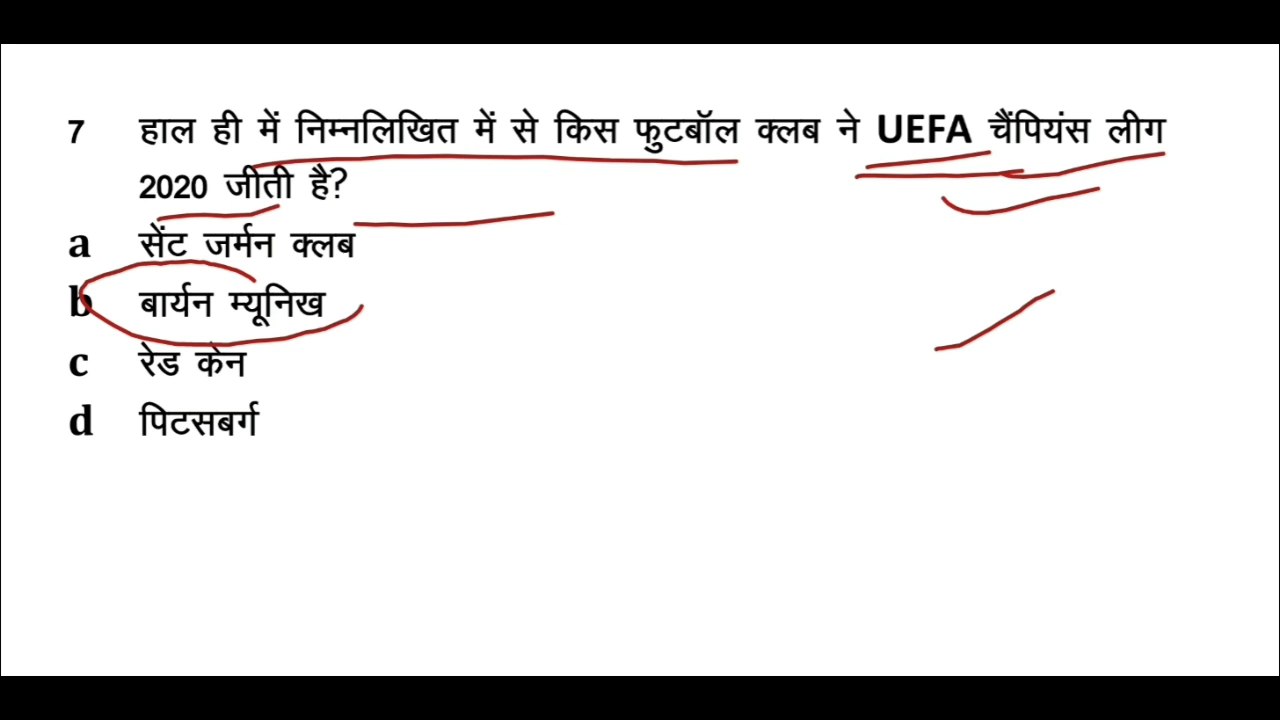 7 हाल ही में निम्नलिखित में से किस फुटबॉल क्लब ने UEFA चैंपियंस लीग
2020 जीती है?
a सेंट जर्मन क्लब
b बार्यन म्यूनिख
c रेड केन
d पिटसबर्ग